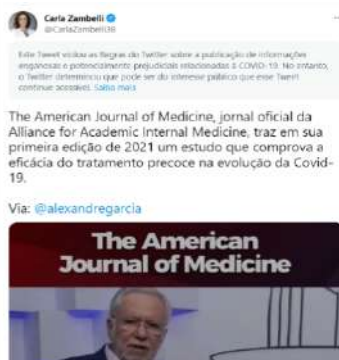 Carla Zambelli
@CarlaZambelli38
Este Tweet violou as Regras do Twitter sobre a publicação de informações
enganosas e potencialmente prejudiciais relacionadas à COVID-19. No entanto,
o Twitter determinou que pode ser do interesse público que esse Tweet
continue acessível. Saiba mais
The American Journal of Medicine, jornal oficial da
Alliance for Academic Internal Medicine, traz em sua
primeira edição de 2021 um estudo que comprova a
eficácia do tratamento precoce na evolução da Covid-
19.
Via: @alexandregarcia
The American
Journal of Medicine